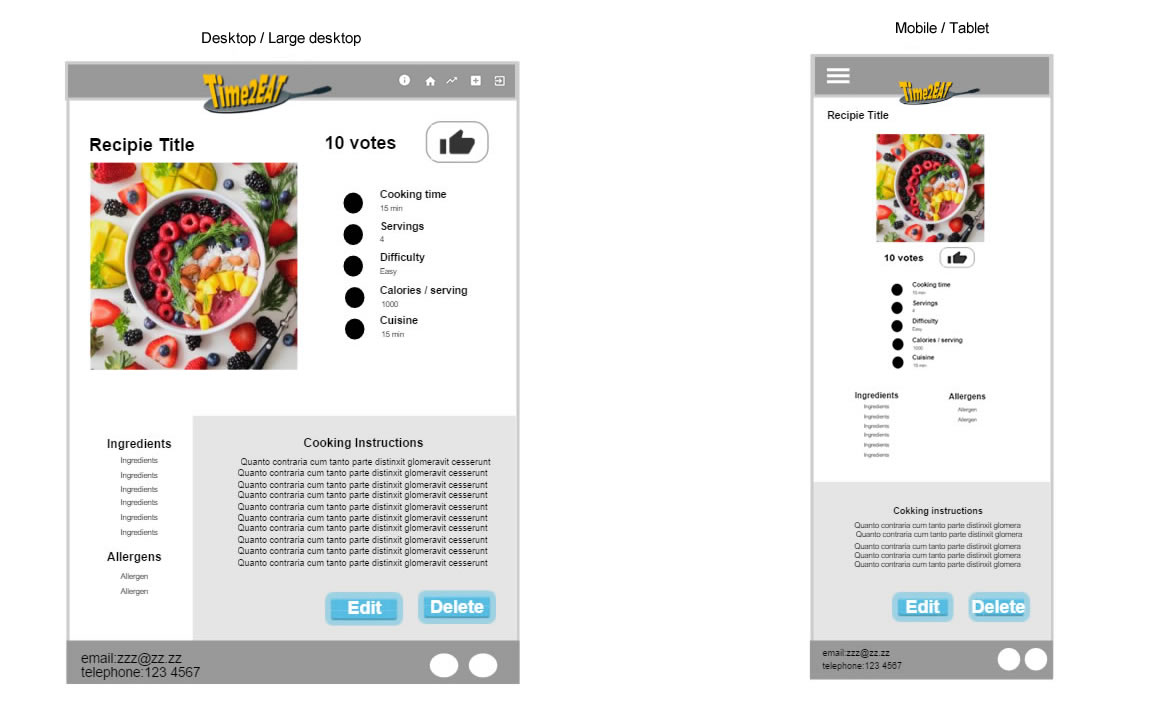 Desktop / Large desktop
Time2EAT
Recipie Title
10 votes
Cooking time
15 min
Servings
4
Difficulty
Easy
Calories / serving
1000
Cuisine
15 min
Ingredients
Ingredients
Ingredients
Ingredients
Ingredients
Ingredients
Ingredients
Allergens
Allergen
Allergen
Cooking Instructions
Quanto contraria cum tanto parte distinxit glomeravit cesserunt
Quanto contraria cum tanto parte distinxit glomeravit cesserunt
Quanto contraria cum tanto parte distinxit glomeravit cesserunt
Quanto contraria cum tanto parte distinxit glomeravit cesserunt
Quanto contraria cum tanto parte distinxit glomeravit cesserunt
Quanto contraria cum tanto parte distinxit glomeravit cesserunt
Quanto contraria cum tanto parte distinxit glomeravit cesserunt
Quanto contraria cum tanto parte distinxit glomeravit cesserunt
Quanto contraria cum tanto parte distinxit glomeravit cesserunt
Quanto contraria cum tanto parte distinxit glomeravit cesserunt
Edit
Delete
email:zzz@zz.zz
telephone:123 4567
Mobile / Tablet
Time2EAT
Recipie Title
10 votes
Cooking time
15 min
Servings
4
Difficulty
Easy
Calories / serving
1000
Cuisine
15 min
Ingredients
Ingredients
Ingredients
Ingredients
Ingredients
Ingredients
Ingredients
Allergens
Allergen
Allergen
Cokking instructions
Quanto contraria cum tanto parte distinxit glomera
Quanto contraria cum tanto parte distinxit glomera
Quanto contraria cum tanto parte distinxit glomera
Quanto contraria cum tanto parte distinxit glomera
Quanto contraria cum tanto parte distinxit glomera
Edit
Delete
email:zzz@zz.zz
telephone:123 4567